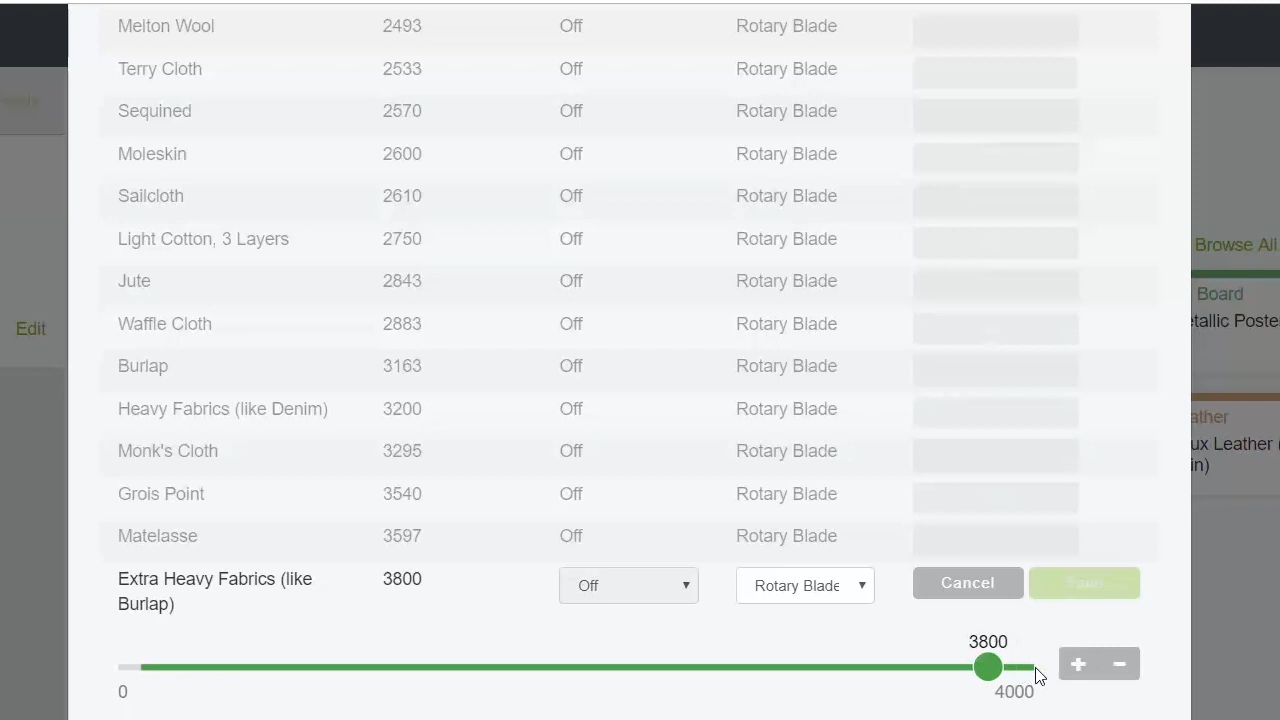 Melton Wool 2493 Off Rotary Blade
Terry Cloth 2533 Off Rotary Blade
Sequined 2570 Off Rotary Blade
Moleskin 2600 Off Rotary Blade
Sailcloth 2610 Off Rotary Blade
Light Cotton, 3 Layers 2750 Off Rotary Blade
Browse All
Jute 2843 Off Rotary Blade
Board
Waffle Cloth 2883 Off Rotary Blade
Edit
etallic Poste
Burlap 3163 Off Rotary Blade
Heavy Fabrics (like Denim) 3200 Off Rotary Blade
ather
Monk's Cloth 3295 Off Rotary Blade
ux Leather (
in)
Grois Point 3540 Off Rotary Blade
Matelasse 3597 Off Rotary Blade
Extra Heavy Fabrics (like 3800 Off Rotary Blade Cancel
Burlap)
3800
+ −
0 4000